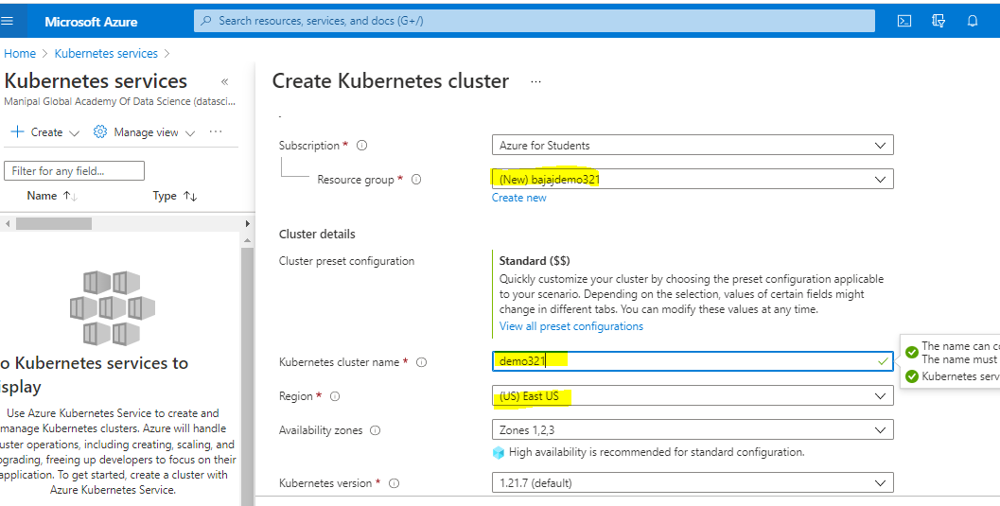 Microsoft Azure
Search resources, services, and docs (G+/)
Home > Kubernetes services >
Kubernetes services «
Manipal Global Academy Of Data Science (datasci...
+ Create Manage view ...
Filter for any field...
Name ↑↓ Type ↑↓
o Kubernetes services to
isplay
Use Azure Kubernetes Service to create and
manage Kubernetes clusters. Azure will handle
uster operations, including creating, scaling, and
pgrading, freeing up developers to focus on their
application. To get started, create a cluster with
Azure Kubernetes Service.
Create Kubernetes cluster ...
Subscription *
Azure for Students
Resource group *
(New) bajajdemo321
Create new
Cluster details
Cluster preset configuration
Standard ($$)
Quickly customize your cluster by choosing the preset configuration applicable
to your scenario. Depending on the selection, values of certain fields might
change in different tabs. You can modify these values at any time.
View all preset configurations
Kubernetes cluster name *
demo321
The name can co
The name must
Kubernetes serv
Region *
(US) East US
Availability zones
Zones 1,2,3
High availability is recommended for standard configuration.
Kubernetes version *
1.21.7 (default)